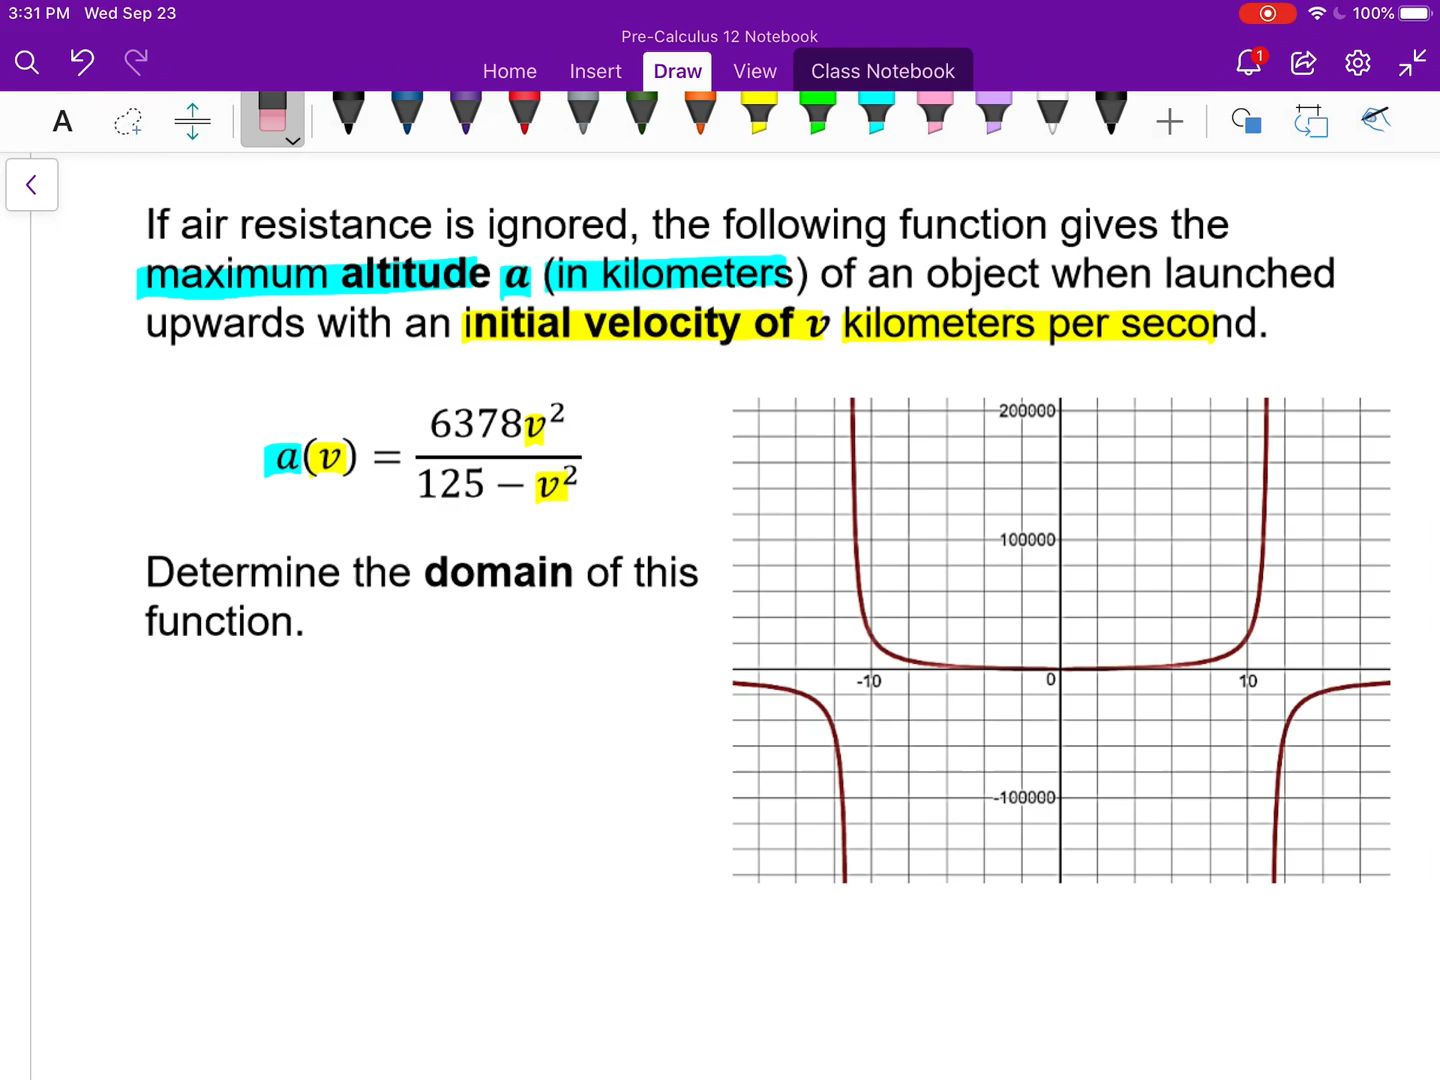 3:31 PM Wed Sep 23
100%
Pre-Calculus 12 Notebook
Home Insert Draw View Class Notebook
1
A
If air resistance is ignored, the following function gives the
maximum altitude a (in kilometers) of an object when launched
upwards with an initial velocity of v kilometers per second.
a(v) = 6378v² / 125 − v²
Determine the domain of this
function.
200000
100000
-10 0 10
-100000